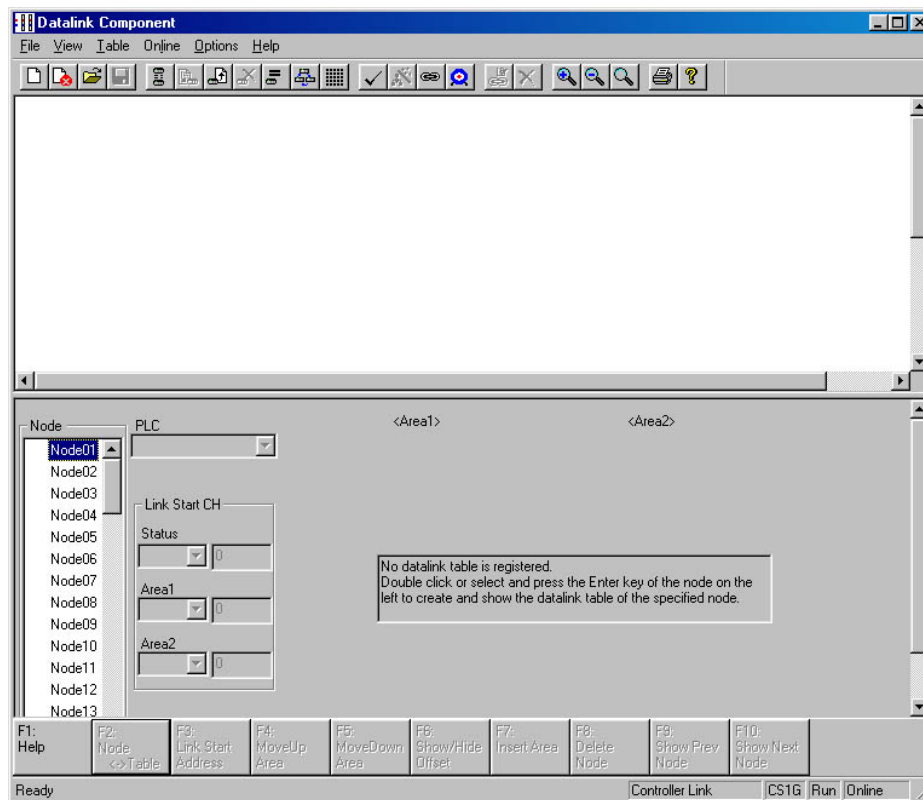 Datalink Component
File View Table Online Options Help
<Area1> <Area2>
Node
Node01
Node02
Node03
Node04
Node05
Node06
Node07
Node08
Node09
Node10
Node11
Node12
Node13
PLC
Link Start CH
Status
0
Area1
0
Area2
0
No datalink table is registered.
Double click or select and press the Enter key of the node on the
left to create and show the datalink table of the specified node.
F1:
Help
F2:
Node
<->Table
F3:
Link Start
Address
F4:
MoveUp
Area
F5:
MoveDown
Area
F6:
Show/Hide
Offset
F7:
Insert Area
F8:
Delete
Node
F9:
Show Prev
Node
F10:
Show Next
Node
Ready Controller Link CS1G Run Online